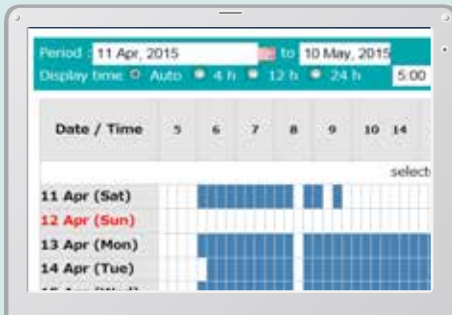 Period : 11 Apr, 2015 to 10 May, 2015
Display time Auto 4 h 12 h 24 h 5:00
Date / Time 5 6 7 8 9 10 14
11 Apr (Sat)
12 Apr (Sun)
13 Apr (Mon)
14 Apr (Tue)